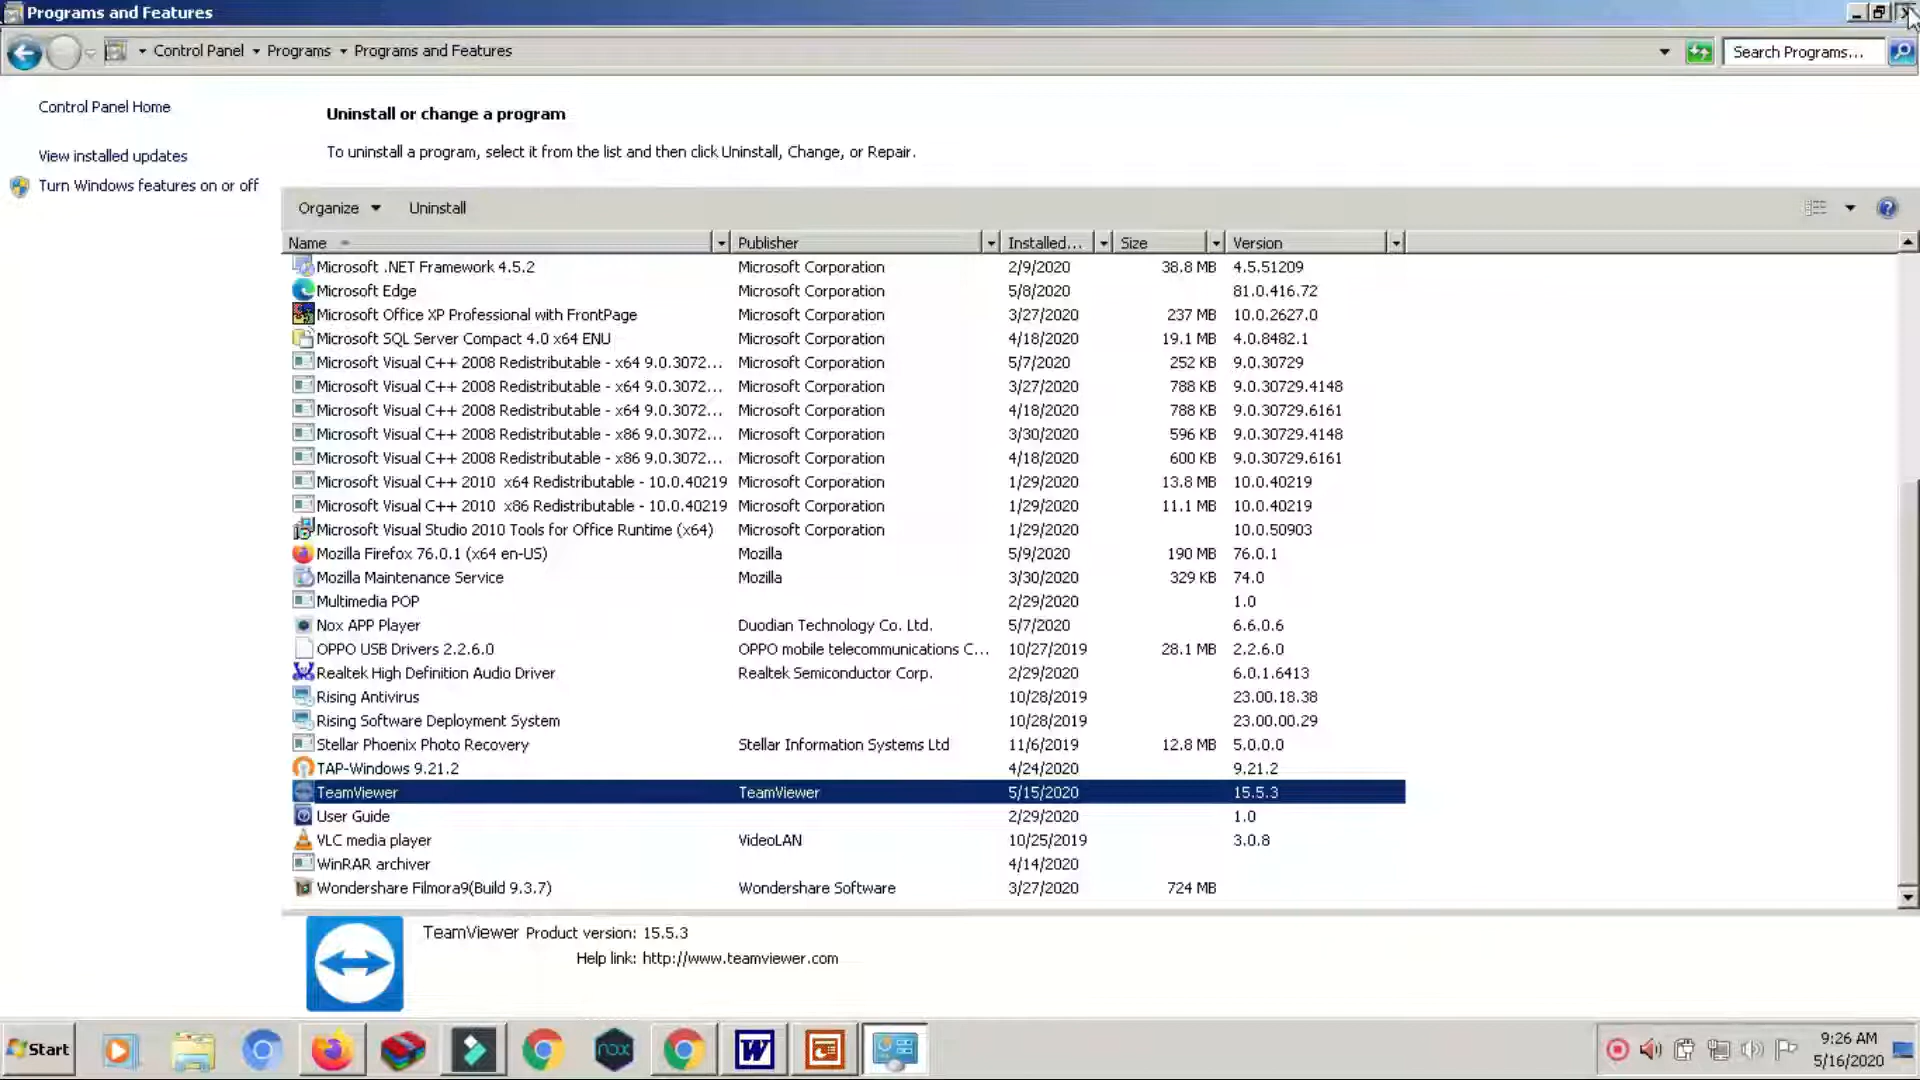 Programs and Features
Control Panel Programs Programs and Features Search Programs...
Control Panel Home
View installed updates
Turn Windows features on or off
Uninstall or change a program
To uninstall a program, select it from the list and then click Uninstall, Change, or Repair.
Organize Uninstall
Name Publisher Installed... Size Version
Microsoft .NET Framework 4.5.2 Microsoft Corporation 2/9/2020 38.8 MB 4.5.51209
Microsoft Edge Microsoft Corporation 5/8/2020 81.0.416.72
Microsoft Office XP Professional with FrontPage Microsoft Corporation 3/27/2020 237 MB 10.0.2627.0
Microsoft SQL Server Compact 4.0 x64 ENU Microsoft Corporation 4/18/2020 19.1 MB 4.0.8482.1
Microsoft Visual C++ 2008 Redistributable - x64 9.0.3072... Microsoft Corporation 5/7/2020 252 KB 9.0.30729
Microsoft Visual C++ 2008 Redistributable - x64 9.0.3072... Microsoft Corporation 3/27/2020 788 KB 9.0.30729.4148
Microsoft Visual C++ 2008 Redistributable - x64 9.0.3072... Microsoft Corporation 4/18/2020 788 KB 9.0.30729.6161
Microsoft Visual C++ 2008 Redistributable - x86 9.0.3072... Microsoft Corporation 3/30/2020 596 KB 9.0.30729.4148
Microsoft Visual C++ 2008 Redistributable - x86 9.0.3072... Microsoft Corporation 4/18/2020 600 KB 9.0.30729.6161
Microsoft Visual C++ 2010 x64 Redistributable - 10.0.40219 Microsoft Corporation 1/29/2020 13.8 MB 10.0.40219
Microsoft Visual C++ 2010 x86 Redistributable - 10.0.40219 Microsoft Corporation 1/29/2020 11.1 MB 10.0.40219
Microsoft Visual Studio 2010 Tools for Office Runtime (x64) Microsoft Corporation 1/29/2020 10.0.50903
Mozilla Firefox 76.0.1 (x64 en-US) Mozilla 5/9/2020 190 MB 76.0.1
Mozilla Maintenance Service Mozilla 3/30/2020 329 KB 74.0
Multimedia POP 2/29/2020 1.0
Nox APP Player Duodian Technology Co. Ltd. 5/7/2020 6.6.0.6
OPPO USB Drivers 2.2.6.0 OPPO mobile telecommunications C... 10/27/2019 28.1 MB 2.2.6.0
Realtek High Definition Audio Driver Realtek Semiconductor Corp. 2/29/2020 6.0.1.6413
Rising Antivirus 10/28/2019 23.00.18.38
Rising Software Deployment System 10/28/2019 23.00.00.29
Stellar Phoenix Photo Recovery Stellar Information Systems Ltd 11/6/2019 12.8 MB 5.0.0.0
TAP-Windows 9.21.2 4/24/2020 9.21.2
TeamViewer TeamViewer 5/15/2020 15.5.3
User Guide 2/29/2020 1.0
VLC media player VideoLAN 10/25/2019 3.0.8
WinRAR archiver 4/14/2020
Wondershare Filmora9(Build 9.3.7) Wondershare Software 3/27/2020 724 MB
TeamViewer Product version: 15.5.3
Help link: http://www.teamviewer.com
Start nox W 9:26 AM
5/16/2020